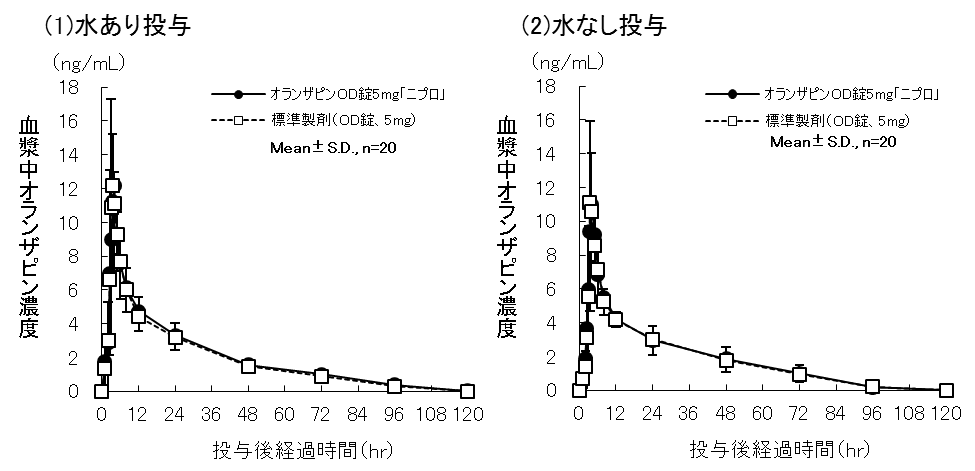 (1)水あり投与
(ng/mL)
血漿中オランザピン濃度
18
16
14
12
10
8
6
4
2
0
オランザピンOD錠5mg「ニプロ」
標準製剤(OD錠、5mg)
Mean±S.D., n=20
0 12 24 36 48 60 72 84 96 108 120
投与後経過時間(hr)
(2)水なし投与
(ng/mL)
血漿中オランザピン濃度
18
16
14
12
10
8
6
4
2
0
オランザピンOD錠5mg「ニプロ」
標準製剤(OD錠、5mg)
Mean±S.D., n=20
0 12 24 36 48 60 72 84 96 108 120
投与後経過時間(hr)